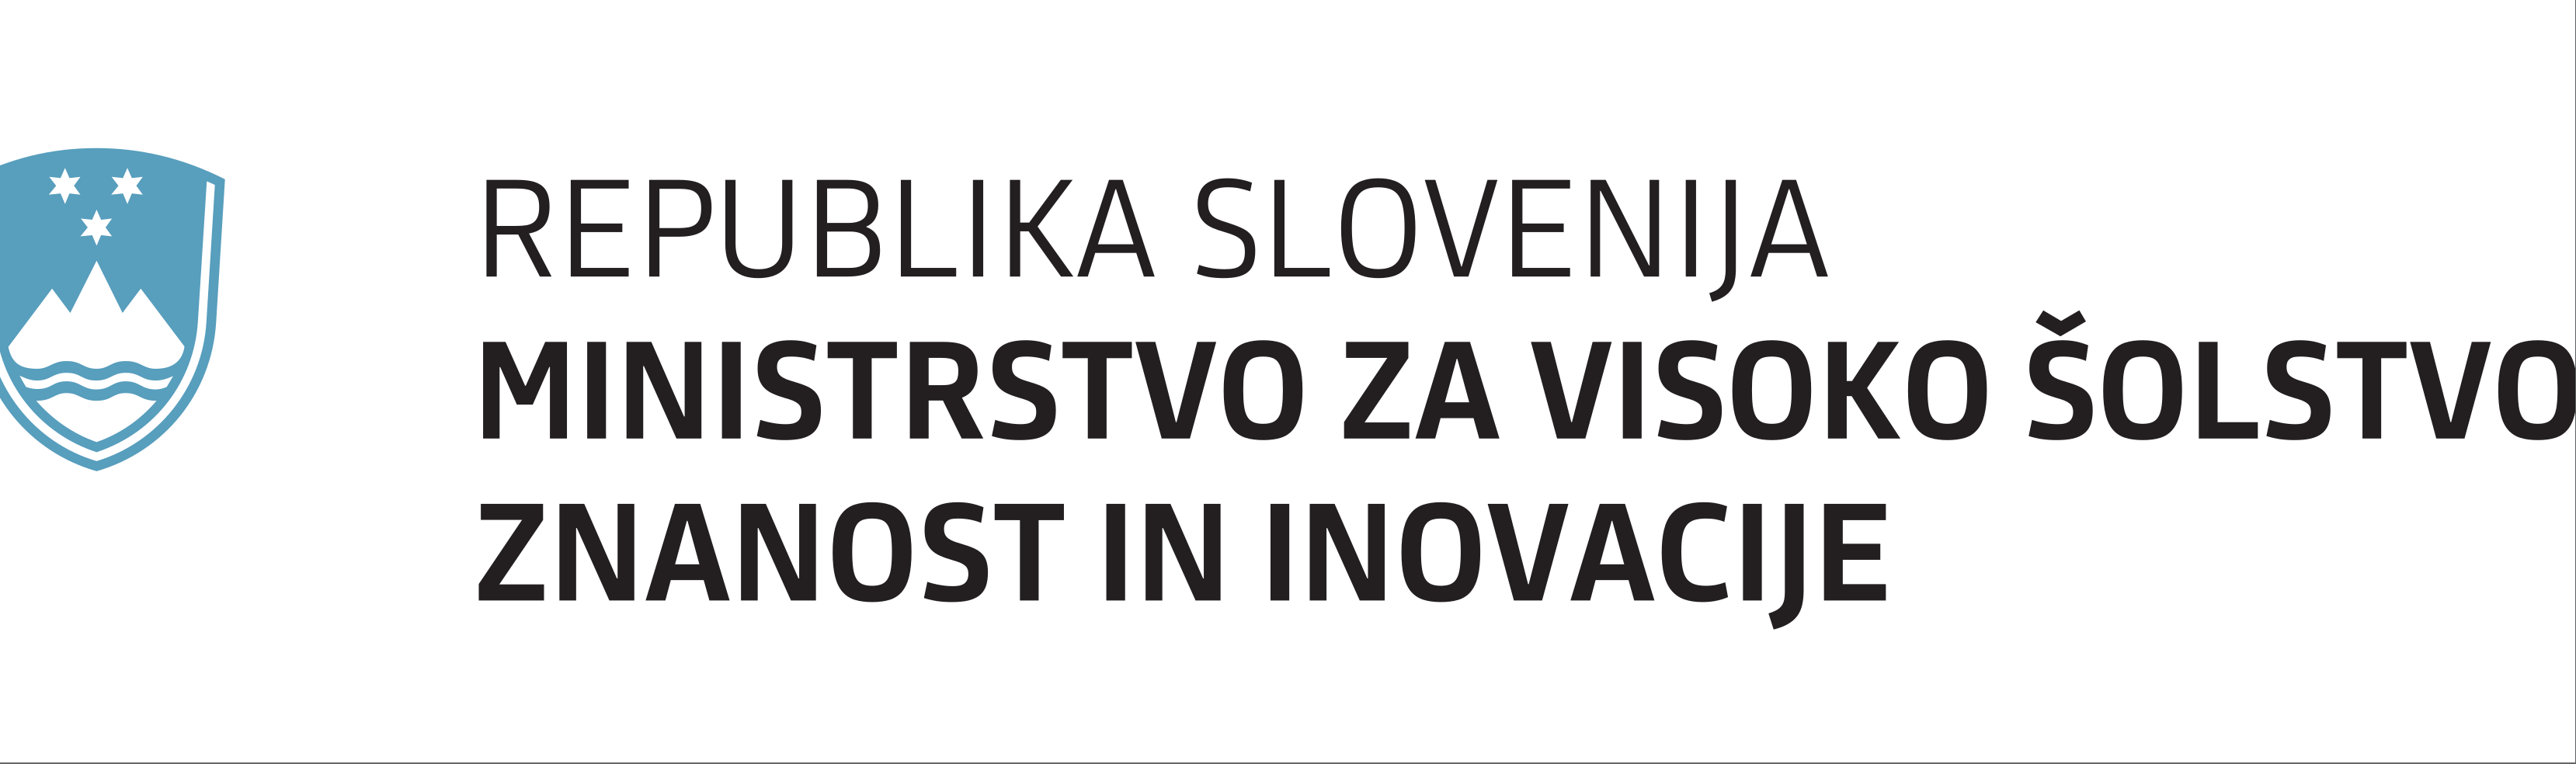 REPUBLIKA SLOVENIJA
MINISTRSTVO ZA VISOKO ŠOLSTVO
ZNANOST IN INOVACIJE